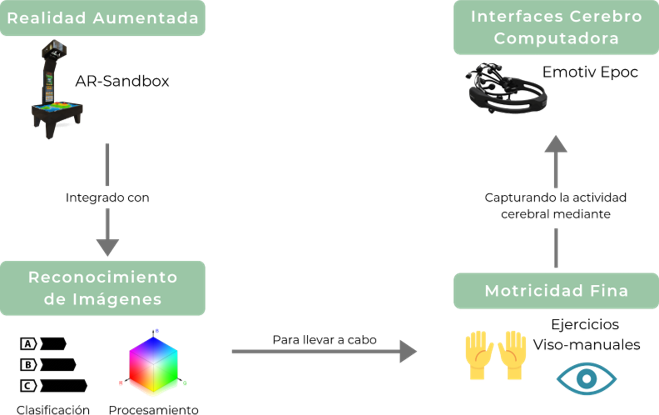 Realidad Aumentada
AR-Sandbox
Integrado con
Reconocimiento
de Imágenes
A
B
C
Clasificación
B
R
G
Procesamiento
Para llevar a cabo
Motricidad Fina
Ejercicios
Viso-manuales
Capturando la actividad
cerebral mediante
Interfaces Cerebro
Computadora
Emotiv Epoc